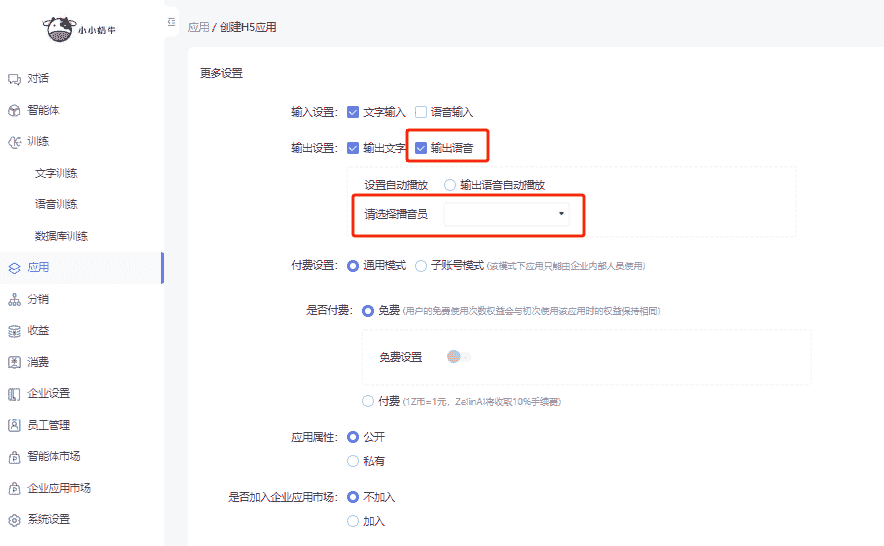 小小奶牛
应用 / 创建H5应用
对话
智能体
训练
文字训练
语音训练
数据库训练
应用
分销
收益
消费
企业设置
员工管理
智能体市场
企业应用市场
系统设置
更多设置
输入设置: 文字输入 语音输入
输出设置: 输出文字 输出语音
设置自动播放 输出语音自动播放
请选择播音员
付费设置: 通用模式 子账号模式 (该模式下应用只能由企业内部人员使用)
是否付费: 免费 (用户的免费使用次数权益会与初次使用该应用时的权益保持相同)
免费设置
付费 (1Z币=1元, ZelinAI将收取10%手续费)
应用属性: 公开
私有
是否加入企业应用市场: 不加入
加入